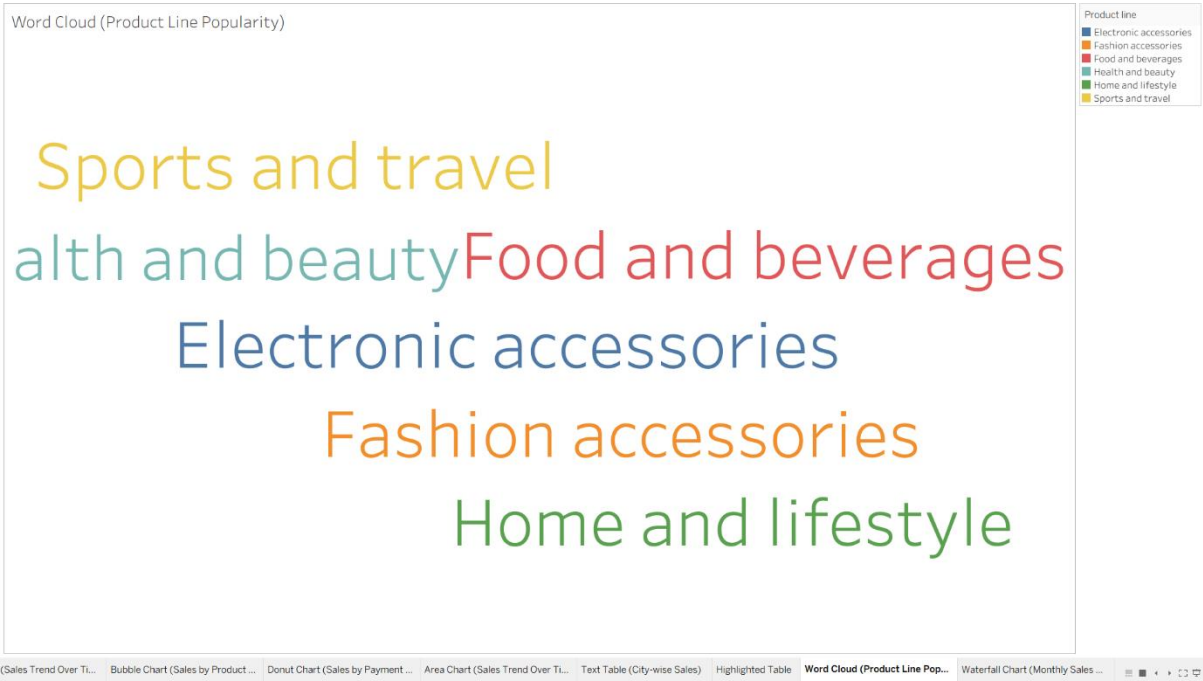 Word Cloud (Product Line Popularity)
Product line
Electronic accessories
Fashion accessories
Food and beverages
Health and beauty
Home and lifestyle
Sports and travel
Sports and travel
alth and beauty Food and beverages
Electronic accessories
Fashion accessories
Home and lifestyle
(Sales Trend Over Ti... Bubble Chart (Sales by Product ... Donut Chart (Sales by Payment ... Area Chart (Sales Trend Over Ti... Text Table (City-wise Sales) Highlighted Table Word Cloud (Product Line Pop... Waterfall Chart (Monthly Sales ...